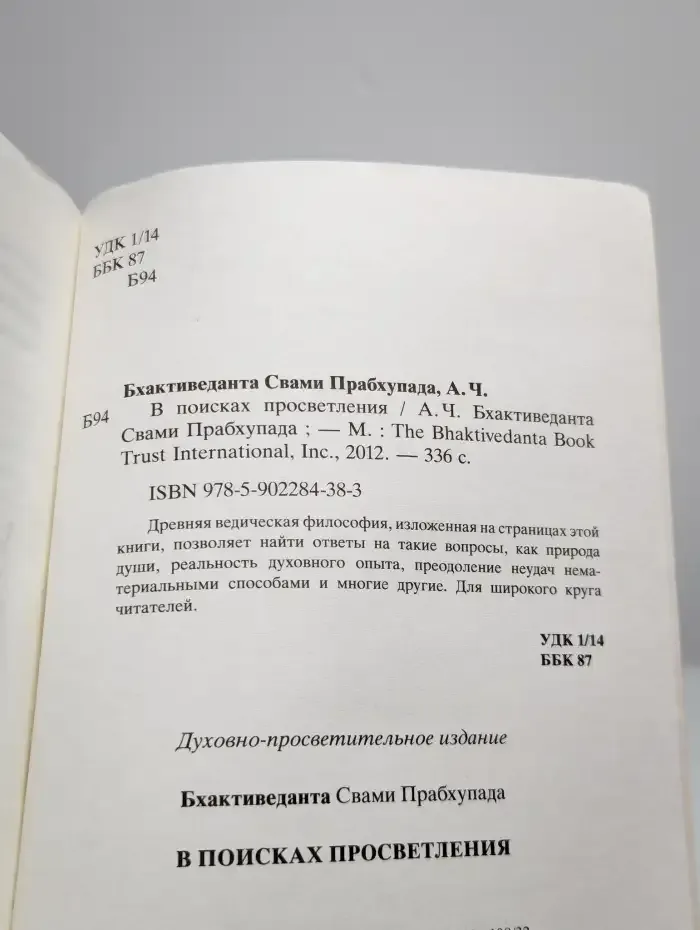 УДК 1/14
ББК 87
Б94
Бхактиведанта Свами Прабхупада, А. Ч.
Б94 В поисках просветления / А. Ч. Бхактиведанта
Свами Прабхупада ; — М. : The Bhaktivedanta Book
Trust International, Inc., 2012. — 336 с.
ISBN 978-5-902284-38-3
Древняя ведическая философия, изложенная на страницах этой
книги, позволяет найти ответы на такие вопросы, как природа
души, реальность духовного опыта, преодоление неудач нема-
териальными способами и многие другие. Для широкого круга
читателей.
УДК 1/14
ББК 87
Духовно-просветительное издание
Бхактиведанта Свами Прабхупада
В ПОИСКАХ ПРОСВЕТЛЕНИЯ